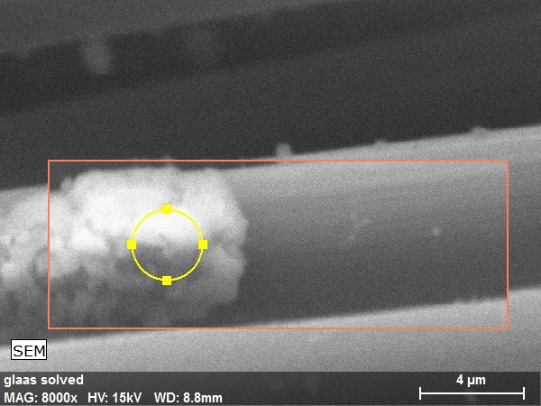 SEM
glaas solved
4 µm
MAG: 8000x HV: 15kV WD: 8.8mm